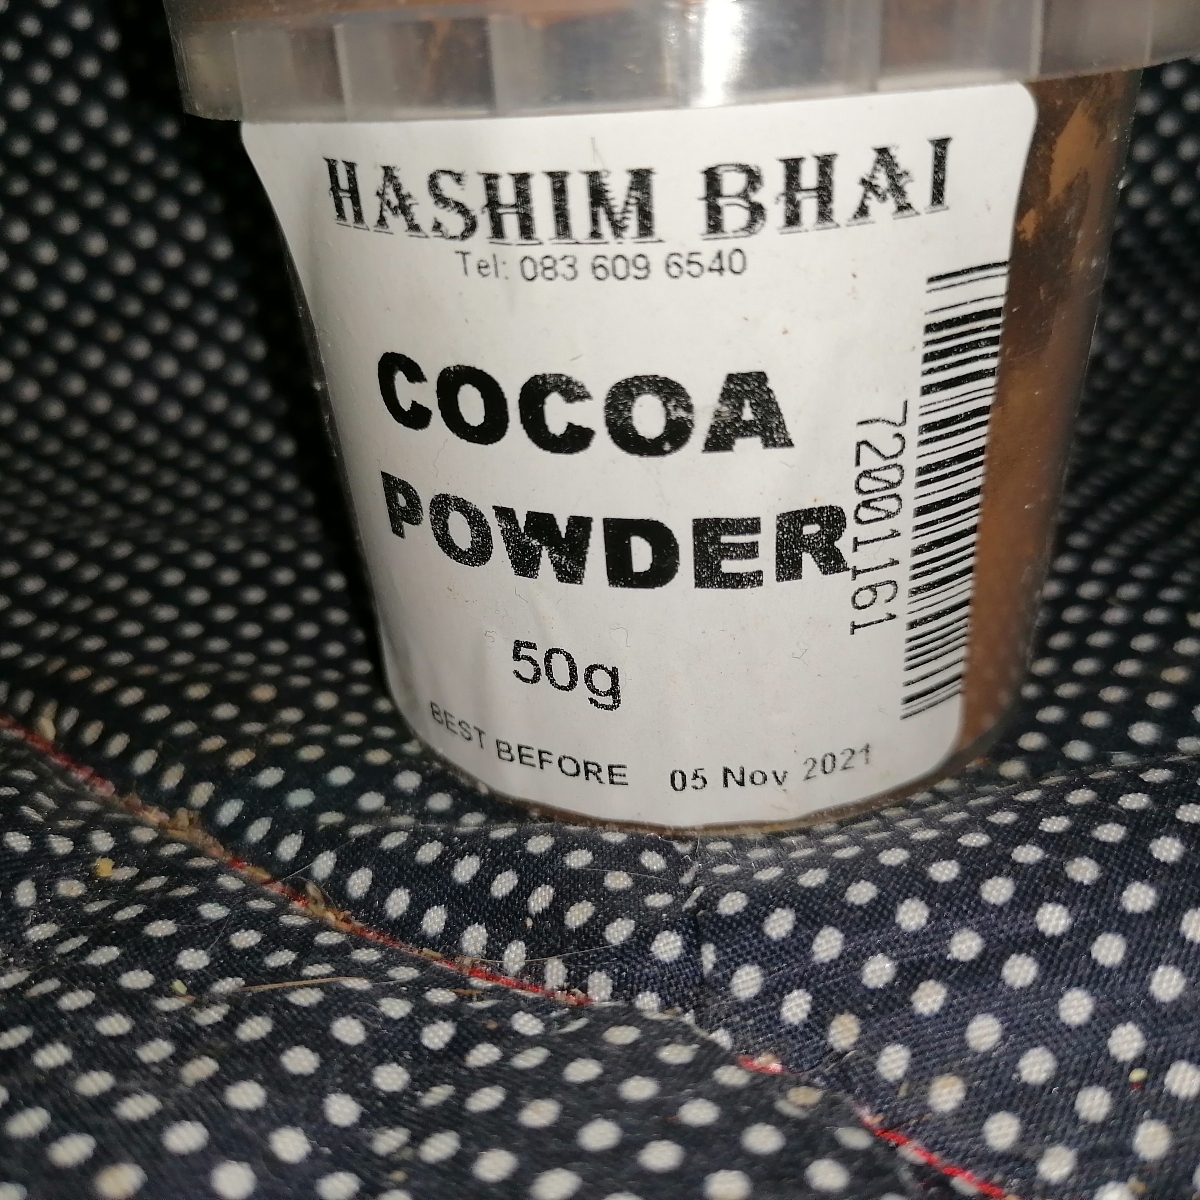 HASHIM BHAI
Tel: 083 609 6540
COCOA
POWDER
50g
BEST BEFORE 05 Nov 2021
72001161